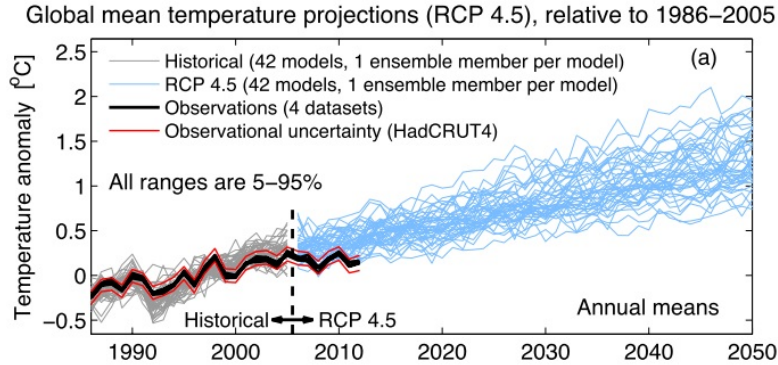 Global mean temperature projections (RCP 4.5), relative to 1986−2005
(a)
Historical (42 models, 1 ensemble member per model)
RCP 4.5 (42 models, 1 ensemble member per model)
Observations (4 datasets)
Observational uncertainty (HadCRUT4)
All ranges are 5−95%
Temperature anomaly [ºC]
2.5
2
1.5
1
0.5
0
−0.5
Historical
RCP 4.5
Annual means
1990 2000 2010 2020 2030 2040 2050